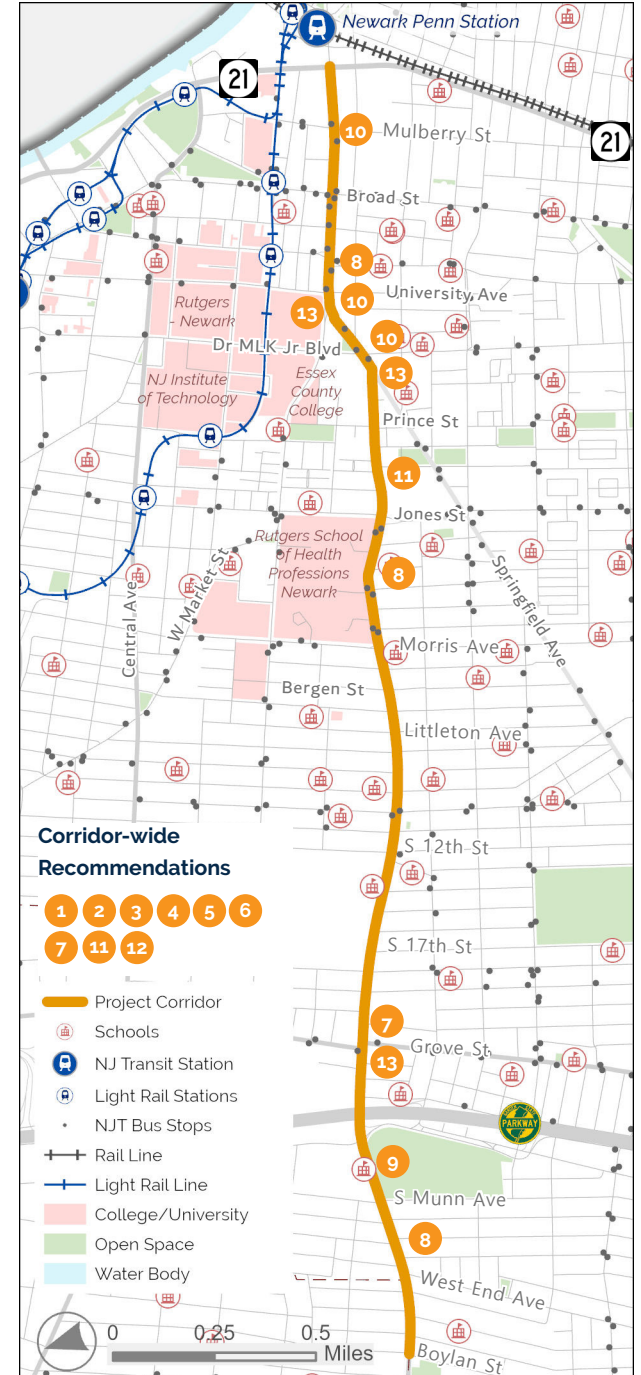 Newark Penn Station
21
21
10
Mulberry St
Broad St
8
University Ave
10
Rutgers
- Newark
13
10
Dr MLK Jr Blvd
13
NJ Institute
of Technology
Essex
County
College
Prince St
11
Jones St
Rutgers School
of Health
Professions
Newark
W Market St
Central Ave
8
Springfield Ave
Morris Ave
Bergen St
Littleton Ave
S 12th St
Corridor-wide
Recommendations
1 2 3 4 5 6
7 11 12
S 17th St
7
Grove St
13
PARKWAY
9
S Munn Ave
8
West End Ave
Boylan St
Project Corridor
Schools
NJ Transit Station
Light Rail Stations
NJT Bus Stops
Rail Line
Light Rail Line
College/University
Open Space
Water Body
0 0.25 0.5
Miles